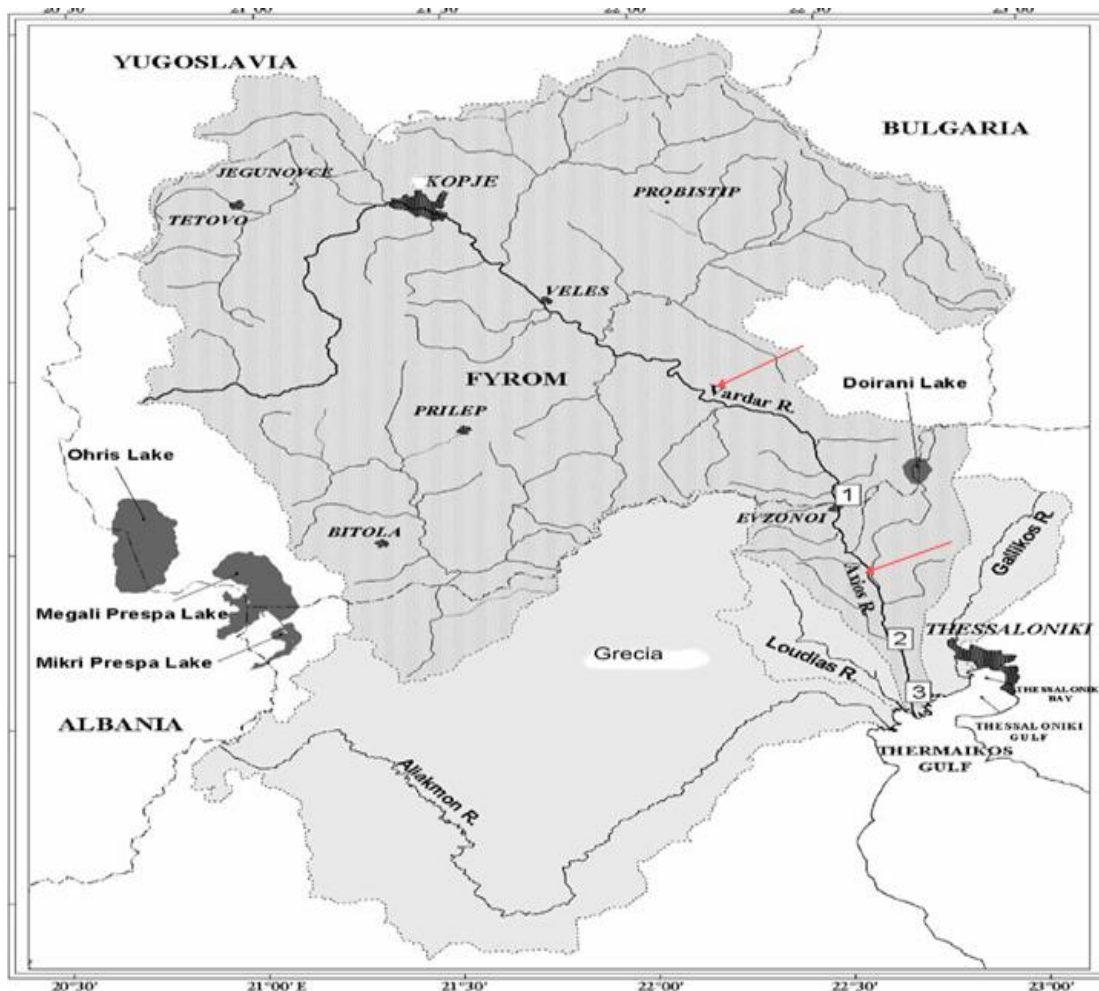 YUGOSLAVIA
BULGARIA
JEGUNOVCE
KOPJE
PROBISTIP
TETOVO
VELES
FYROM
Doirani Lake
Vardar R.
PRILEP
Ohris Lake
1
EVZONOI
BITOLA
Gallikos R.
Axios R.
Megali Prespa Lake
2
THESSALONIKI
Grecia
Loudias R.
Mikri Prespa Lake
3
THESSALONIK
BAY
ALBANIA
THESSALONIKI
GULF
THERMAIKOS
GULF
Aliakmon R.
20°30' 21°00' E 21°30' 22°00' 22°30' 23°00'